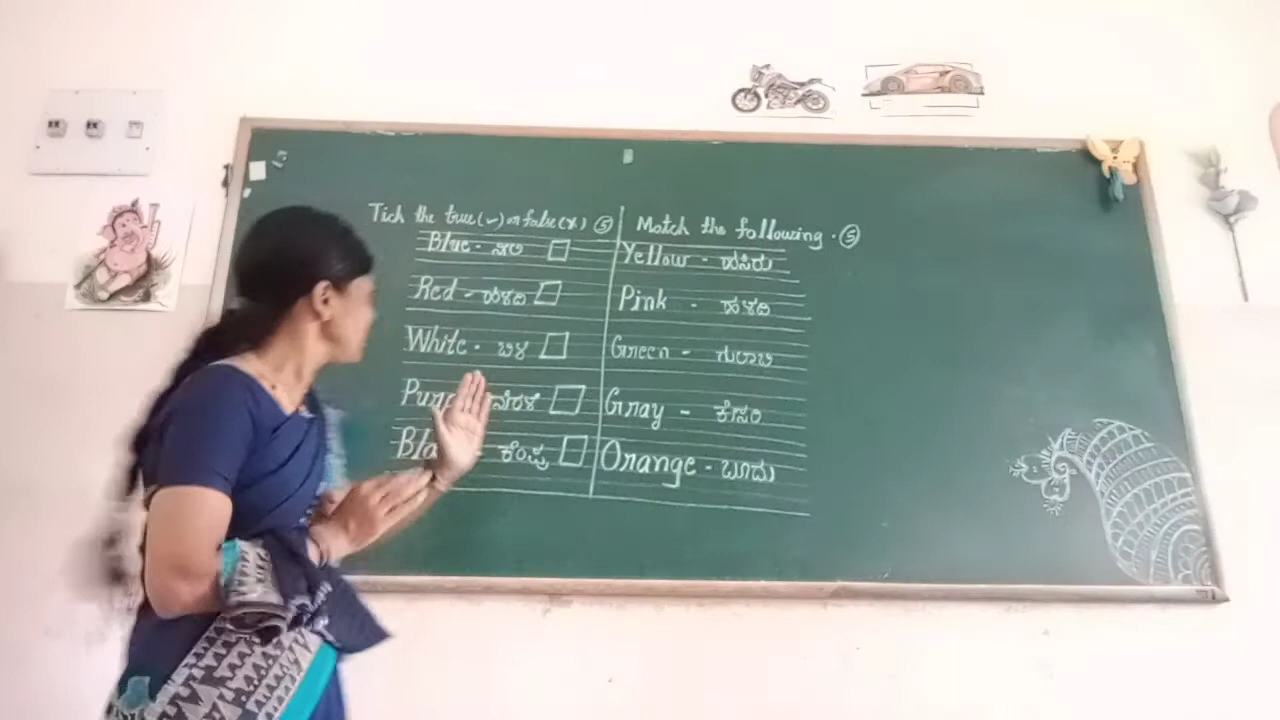 Tick the true (✓) or false (x) ⑤
Blue - ನೀಲಿ
Red - ಹಳದಿ
White - ಬಿಳಿ
ನೇರಳೆ
ಕೆಂಪು
Match the following. ⑤
Yellow - ಹಸಿರು
Pink - ಹಳದಿ
Green - ಗುಲಾಬಿ
Gray - ಕೇಸರಿ
Orange - ಬೂದು